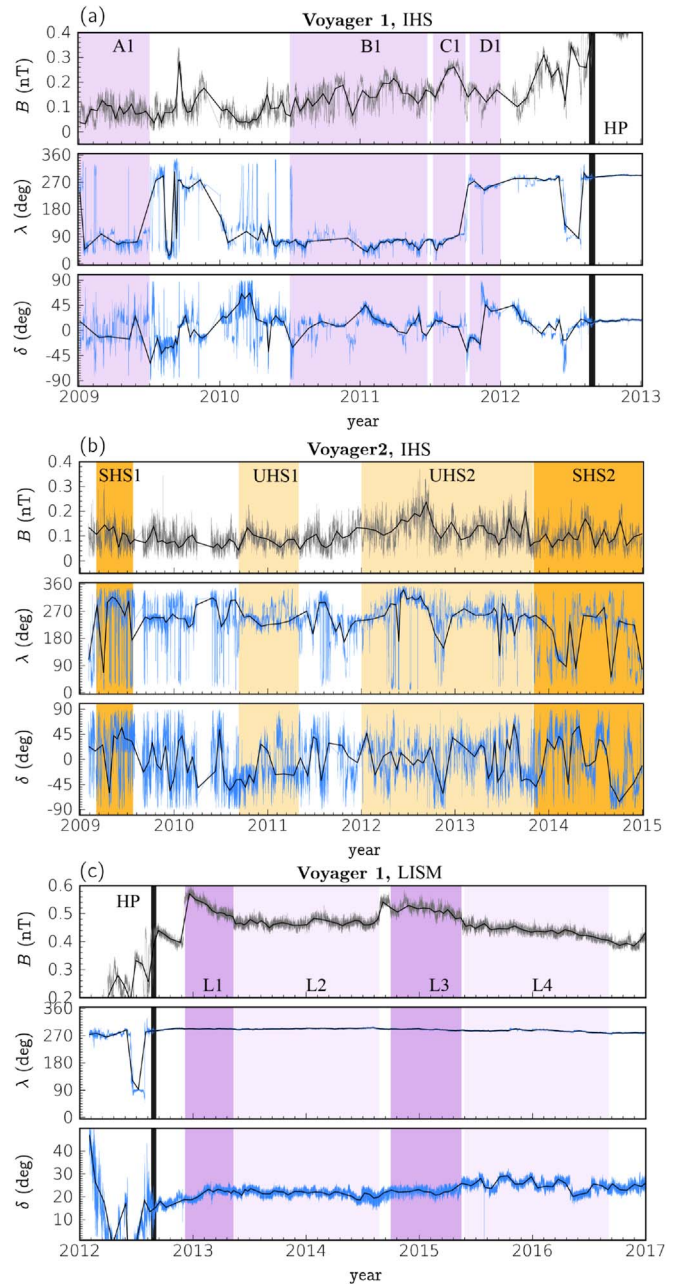 (a)
Voyager 1, IHS
A1
B1
C1
D1
HP
B (nT)
0.4
0.3
0.2
0.1
0
λ (deg)
360
270
180
90
0
δ (deg)
90
45
0
-45
-90
2009
2010
2011
2012
2013
year
(b)
Voyager2, IHS
SHS1
UHS1
UHS2
SHS2
B (nT)
0.4
0.3
0.2
0.1
0
λ (deg)
360
270
180
90
0
δ (deg)
90
45
0
-45
-90
2009
2010
2011
2012
2013
2014
2015
year
(c)
Voyager 1, LISM
HP
L1
L2
L3
L4
B (nT)
0.6
0.5
0.4
0.3
0.2
λ (deg)
360
270
180
90
0
δ (deg)
40
30
20
10
2012
2013
2014
2015
2016
2017
year